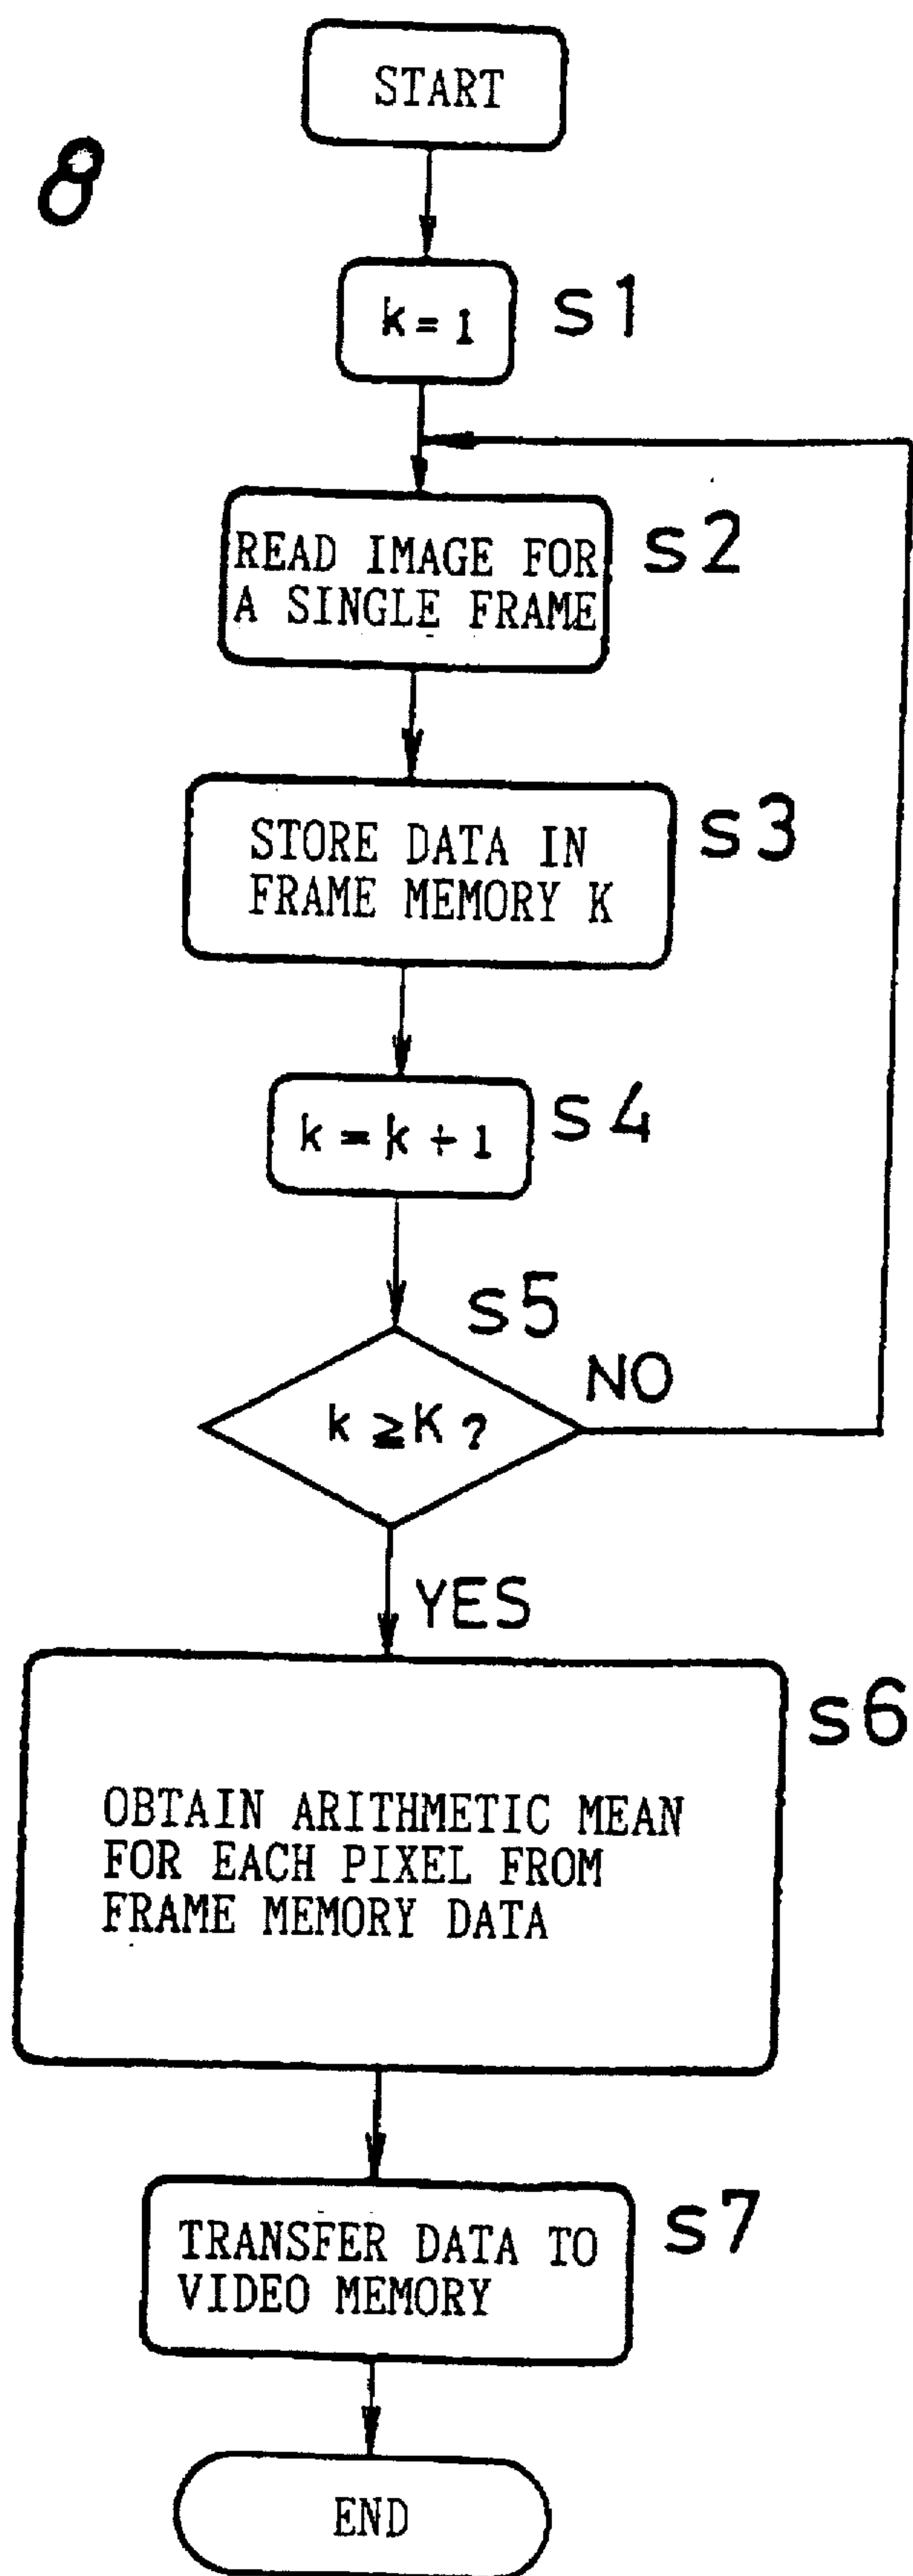 8
START
k = 1
s1
READ IMAGE FOR
A SINGLE FRAME
s2
STORE DATA IN
FRAME MEMORY K
s3
k = k + 1
s4
s5
k ≧ K ?
NO
YES
s6
OBTAIN ARITHMETIC MEAN
FOR EACH PIXEL FROM
FRAME MEMORY DATA
TRANSFER DATA TO
VIDEO MEMORY
s7
END